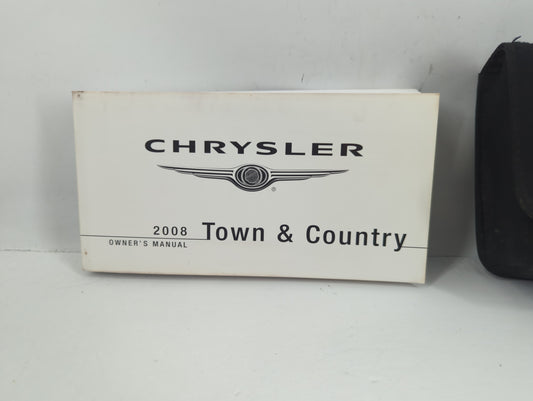 CHRYSLER
2008 Town & Country
OWNER'S MANUAL